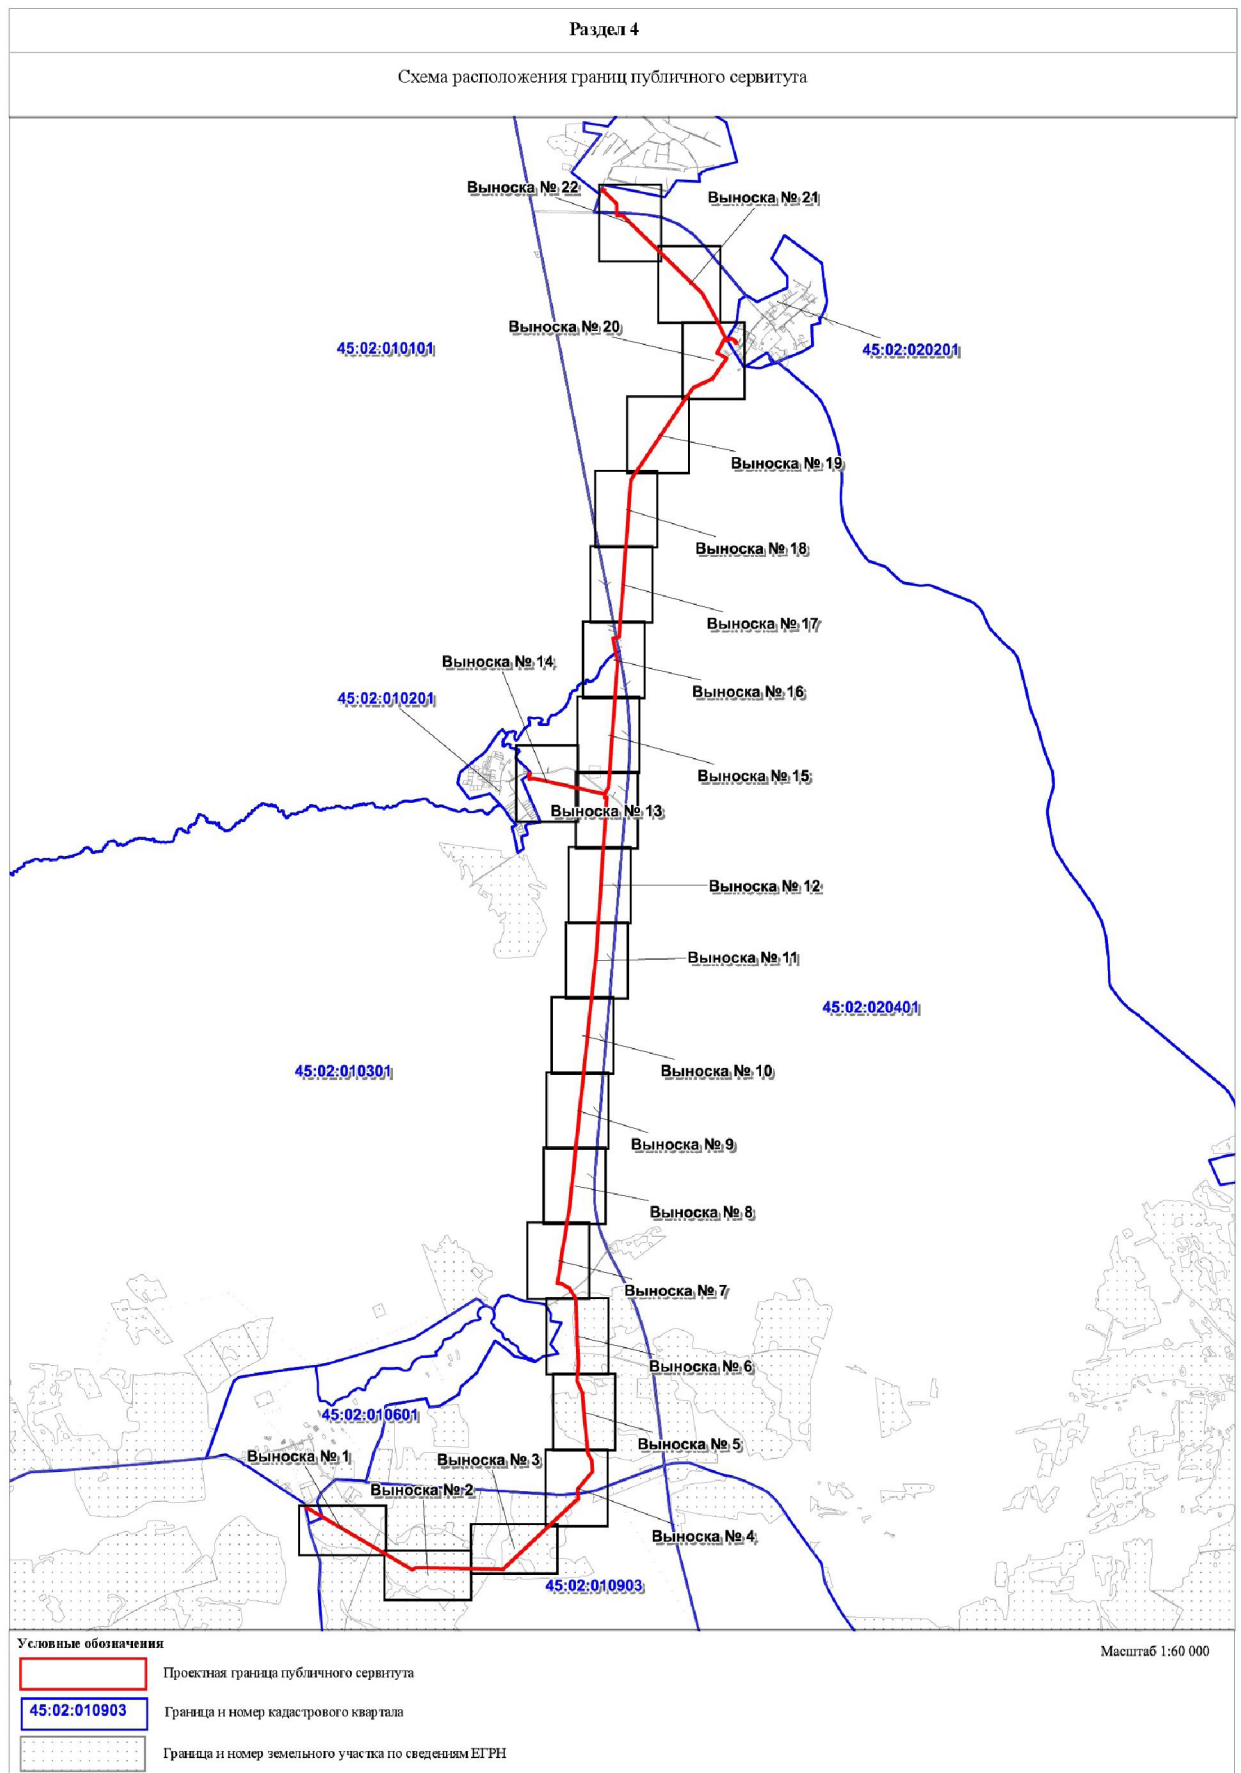 Раздел 4
Схема расположения границ публичного сервитута
Выноска № 22
Выноска № 21
Выноска № 20
45:02:010101
45:02:020201
Выноска № 19
Выноска № 18
Выноска № 17
Выноска № 14
Выноска № 16
45:02:010201
Выноска № 15
Выноска № 13
Выноска № 12
Выноска № 11
45:02:020401
45:02:010301
Выноска № 10
Выноска № 9
Выноска № 8
Выноска № 7
Выноска № 6
45:02:010601
Выноска № 5
Выноска № 1
Выноска № 3
Выноска № 2
Выноска № 4
45:02:010903
Условные обозначения
Масштаб 1:60 000
Проектная граница публичного сервитута
45:02:010903
Граница и номер кадастрового квартала
Граница и номер земельного участка по сведениям ЕГРН